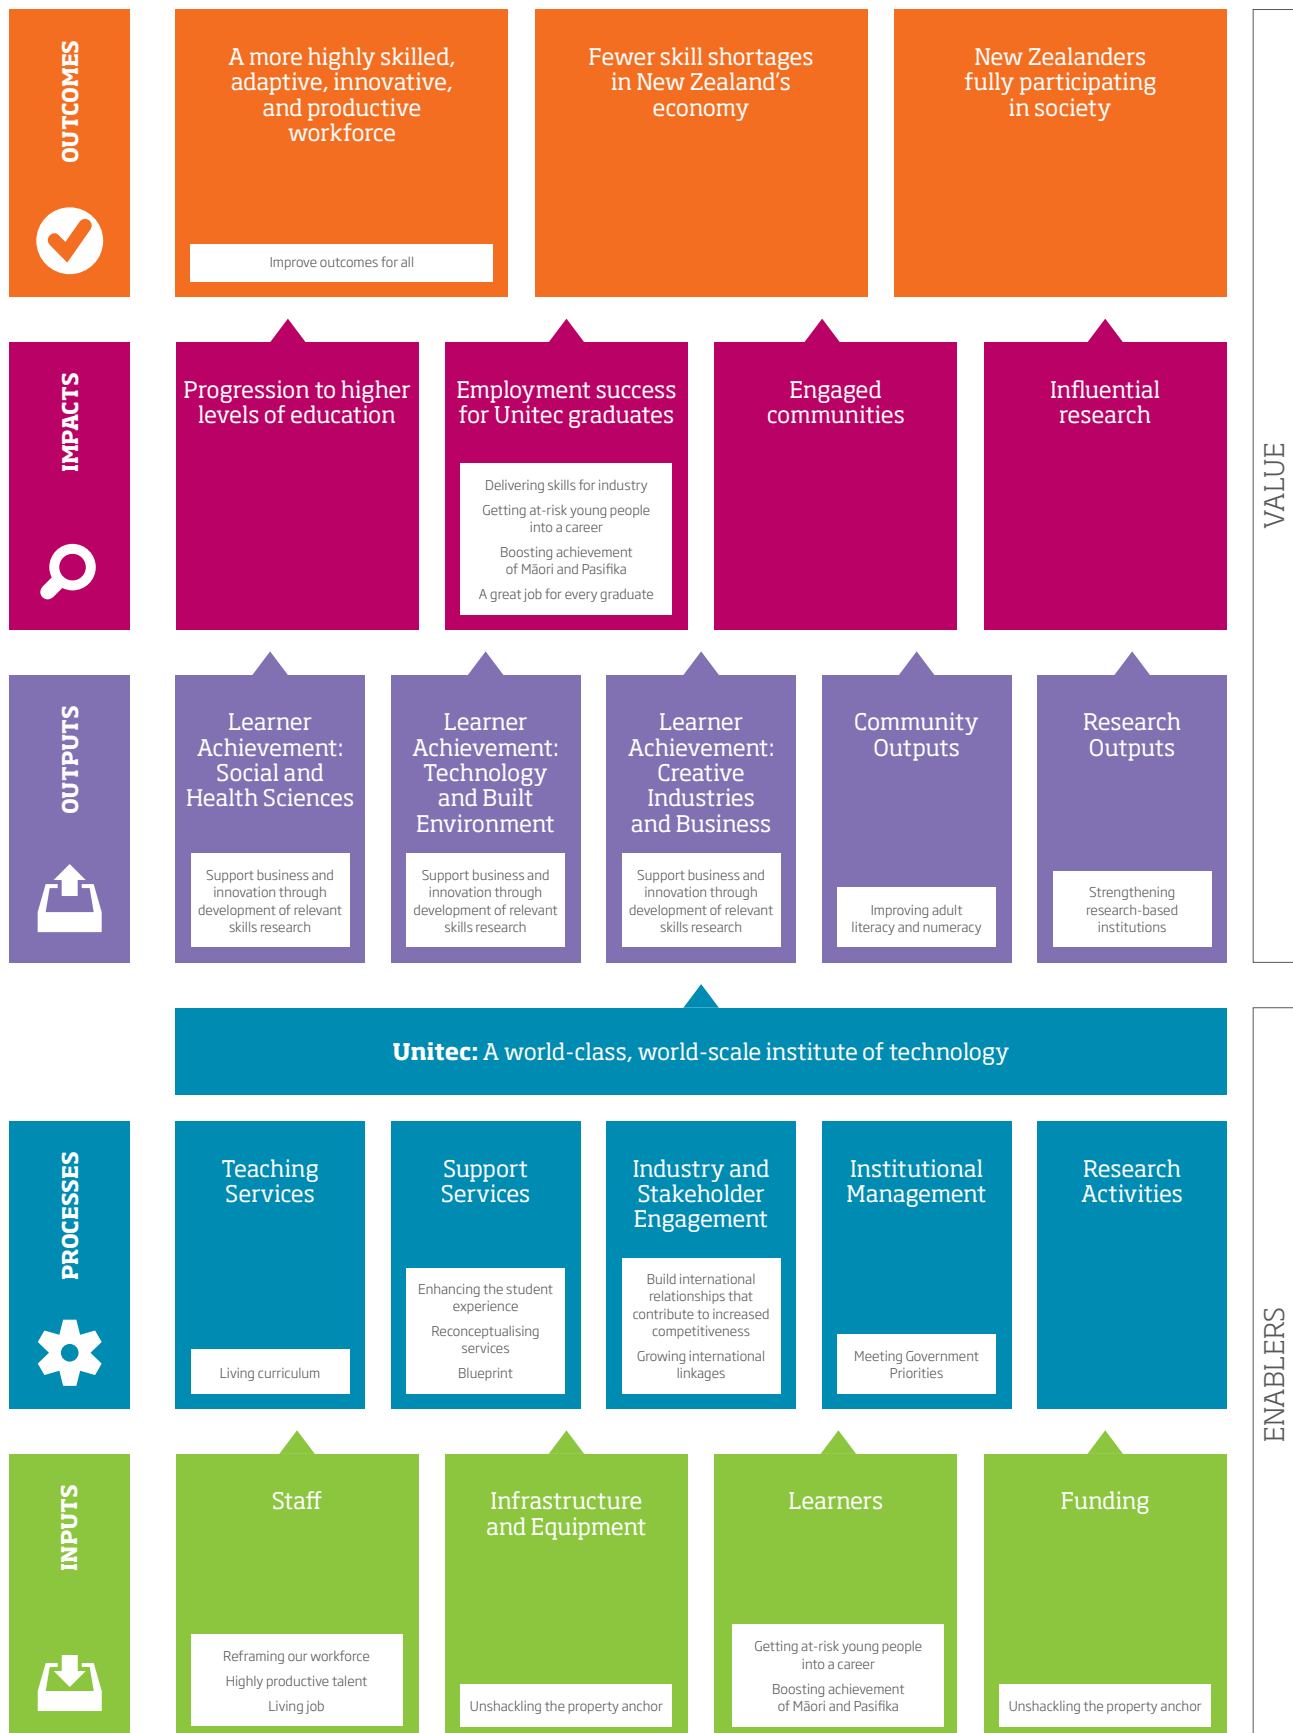 OUTCOMES
A more highly skilled,
adaptive, innovative,
and productive
workforce
Improve outcomes for all
Fewer skill shortages
in New Zealand's
economy
New Zealanders
fully participating
in society
VALUE
IMPACTS
Progression to higher
levels of education
Employment success
for Unitec graduates
Delivering skills for industry
Getting at-risk young people
into a career
Boosting achievement
of Māori and Pasifika
A great job for every graduate
Engaged
communities
Influential
research
OUTPUTS
Learner
Achievement:
Social and
Health Sciences
Support business and
innovation through
development of relevant
skills research
Learner
Achievement:
Technology
and Built
Environment
Support business and
innovation through
development of relevant
skills research
Learner
Achievement:
Creative
Industries
and Business
Support business and
innovation through
development of relevant
skills research
Community
Outputs
Improving adult
literacy and numeracy
Research
Outputs
Strengthening
research-based
institutions
Unitec: A world-class, world-scale institute of technology
ENABLERS
PROCESSES
Teaching
Services
Living curriculum
Support
Services
Enhancing the student
experience
Reconceptualising
services
Blueprint
Industry and
Stakeholder
Engagement
Build international
relationships that
contribute to increased
competitiveness
Growing international
linkages
Institutional
Management
Meeting Government
Priorities
Research
Activities
INPUTS
Staff
Reframing our workforce
Highly productive talent
Living job
Infrastructure
and Equipment
Unshackling the property anchor
Learners
Getting at-risk young people
into a career
Boosting achievement
of Māori and Pasifika
Funding
Unshackling the property anchor